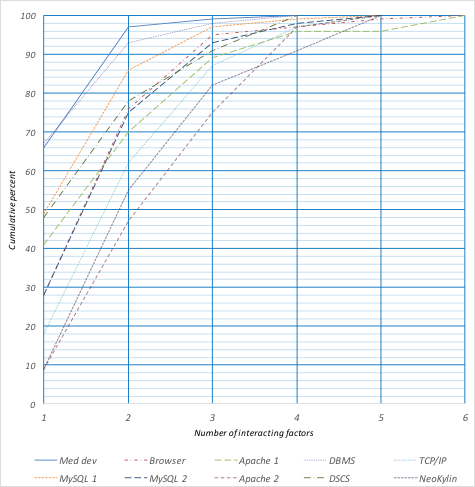 100
90
80
70
60
50
40
30
20
10
0
Cumulative percent
1 2 3 4 5 6
Number of interacting factors
Med dev Browser Apache 1 DBMS TCP/IP
MySQL 1 MySQL 2 Apache 2 DSCS NeoKylin